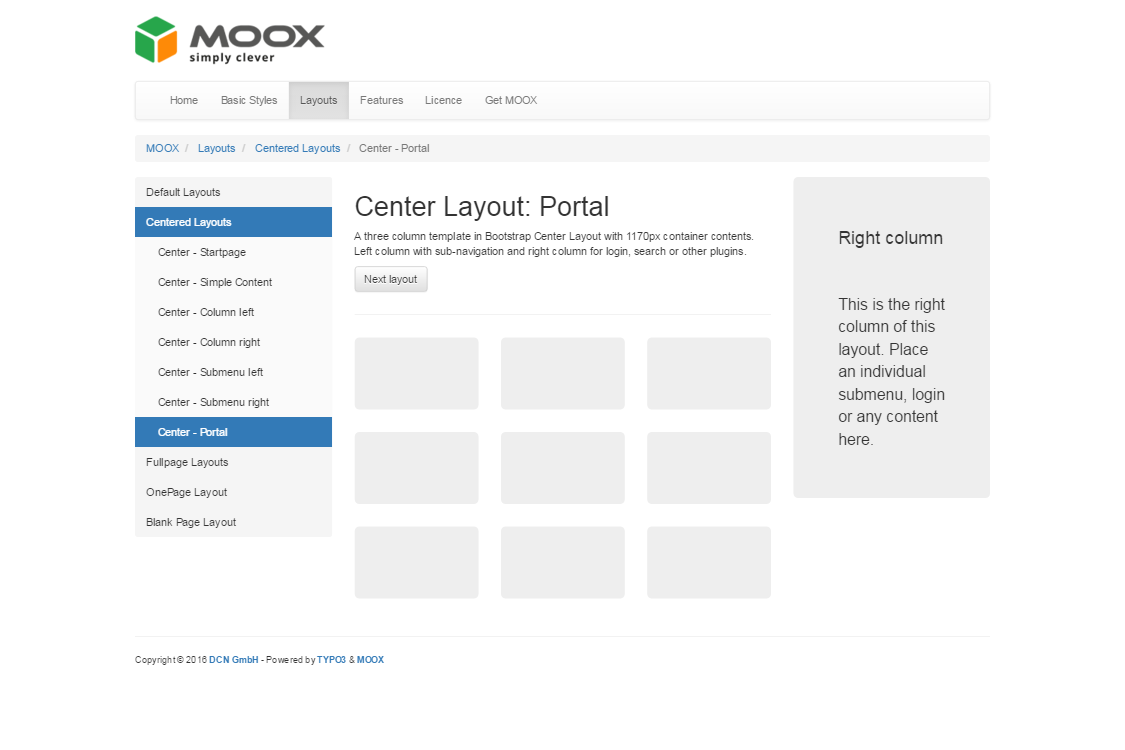 MOOX
simply clever
Home Basic Styles Layouts Features Licence Get MOOX
MOOX / Layouts / Centered Layouts / Center - Portal
Default Layouts
Centered Layouts
Center - Startpage
Center - Simple Content
Center - Column left
Center - Column right
Center - Submenu left
Center - Submenu right
Center - Portal
Fullpage Layouts
OnePage Layout
Blank Page Layout
Center Layout: Portal
A three column template in Bootstrap Center Layout with 1170px container contents.
Left column with sub-navigation and right column for login, search or other plugins.
Next layout
Right column
This is the right
column of this
layout. Place
an individual
submenu, login
or any content
here.
Copyright © 2016 DCN GmbH - Powered by TYPO3 & MOOX